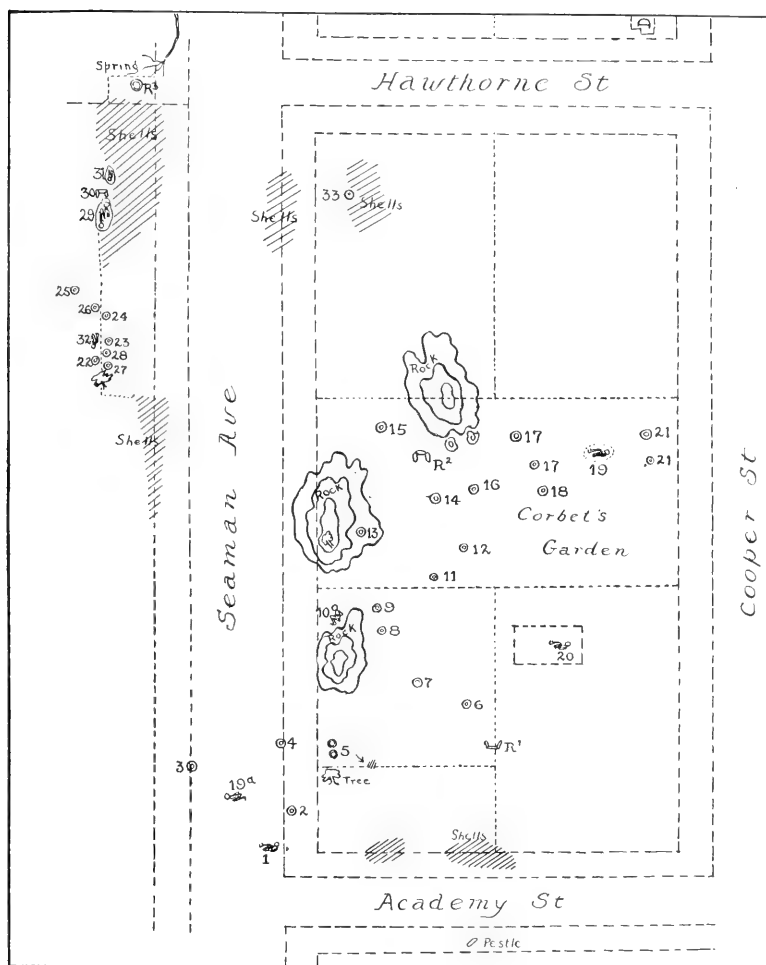 Spring
R³
Hawthorne St
Shells
31
30
29
33
Shells
Shells
25
26
24
32
23
28
22
27
Shells
Seaman Ave
Rock
15
17
21
R²
17
19
21
16
18
14
Rock
Corbet's
13
12
Garden
11
Cooper St
10
9
Rock
8
20
7
6
4
5
R¹
3
19ª
Tree
2
Shells
1
Academy St
Pestle